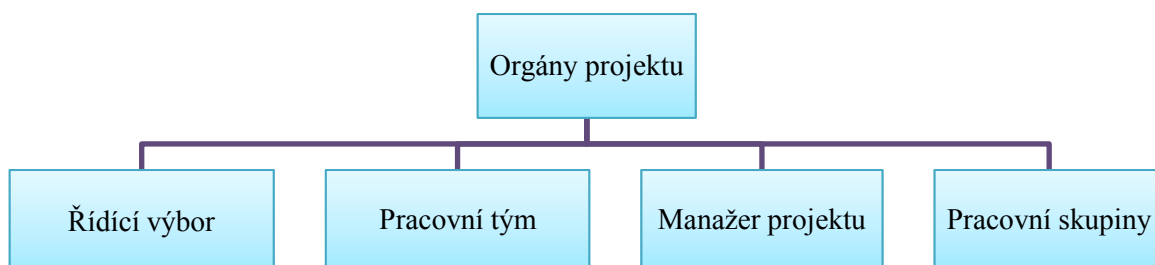 Orgány projektu
Řídící výbor
Pracovní tým
Manažer projektu
Pracovní skupiny